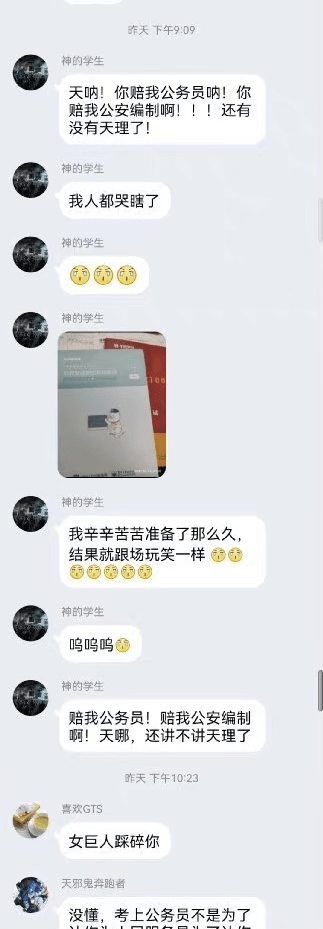 昨天 下午9:09
神的学生
天呐！你赔我公务员呐！你
赔我公安编制啊！！！还有
没有天理了！
神的学生
我人都哭瞎了
神的学生
神的学生
神的学生
我辛辛苦苦准备了那么久，
结果就跟场玩笑一样
神的学生
呜呜呜
神的学生
赔我公务员！赔我公安编制
啊！天哪，还讲不讲天理了
昨天 下午10:23
喜欢GTS
女巨人踩碎你
天邪鬼奔跑者
没懂，考上公务员不是为了